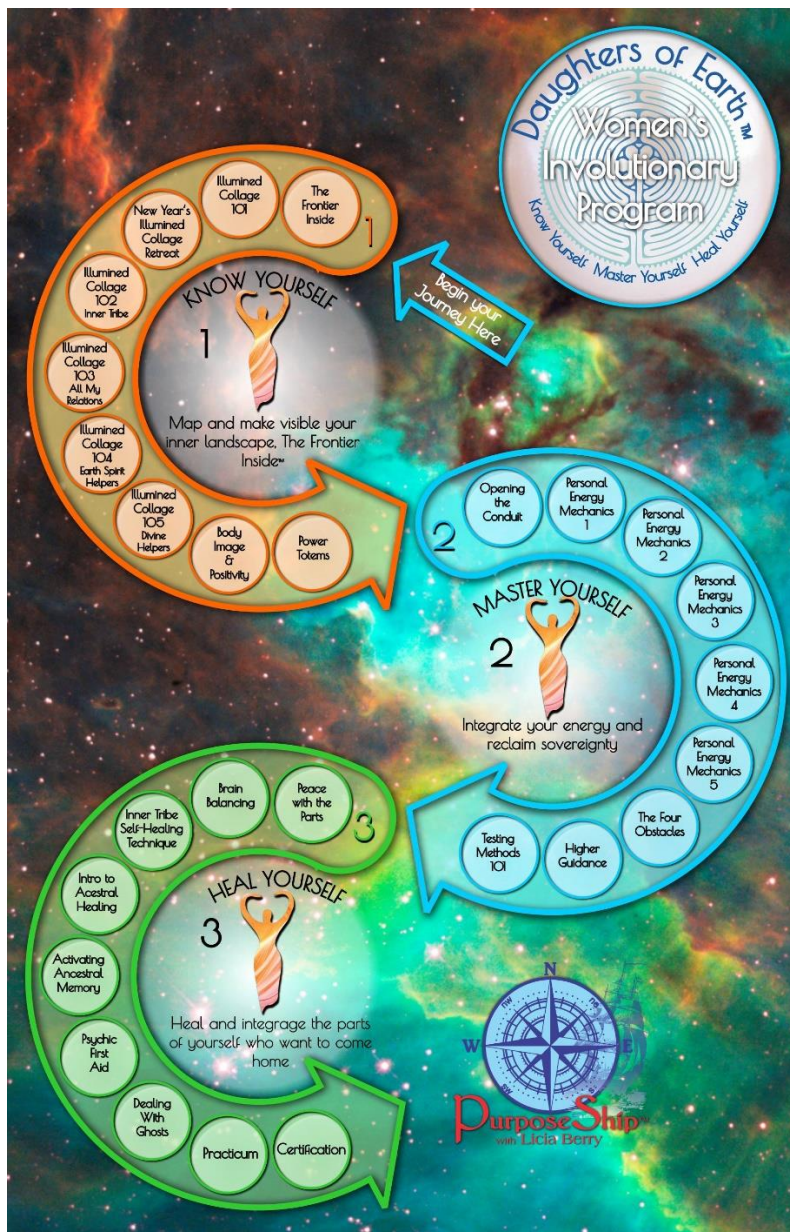 Daughters of Earth™
Women's
Involutionary
Program
Know Yourself Master Yourself Heal Yourself
Begin your
Journey Here
1
The
Frontier
Inside
Illumined
Collage
101
New Year's
Illumined
Collage
Retreat
Illumined
Collage
102
Inner Tribe
Illumined
Collage
103
All My
Relations
Illumined
Collage
104
Earth Spirit
Helpers
Illumined
Collage
105
Divine
Helpers
Body
Image
&
Positivity
Power
Totems
KNOW YOURSELF
1
Map and make visible your
inner landscape, The Frontier
Inside™
2
Opening
the
Conduit
Personal
Energy
Mechanics
1
Personal
Energy
Mechanics
2
Personal
Energy
Mechanics
3
Personal
Energy
Mechanics
4
Personal
Energy
Mechanics
5
The Four
Obstacles
Higher
Guidance
Testing
Methods
101
MASTER YOURSELF
2
Integrate your energy and
reclaim sovereignty
3
Peace
with the
Parts
Brain
Balancing
Inner Tribe
Self-Healing
Technique
Intro to
Acestral
Healing
Activating
Ancestral
Memory
Psychic
First
Aid
Dealing
With
Ghosts
Practicum
Certification
HEAL YOURSELF
3
Heal and integrage the parts
of yourself who want to come
home
N
NW
NE
W
E
SW
S
PurposeShip
with Licia Berry